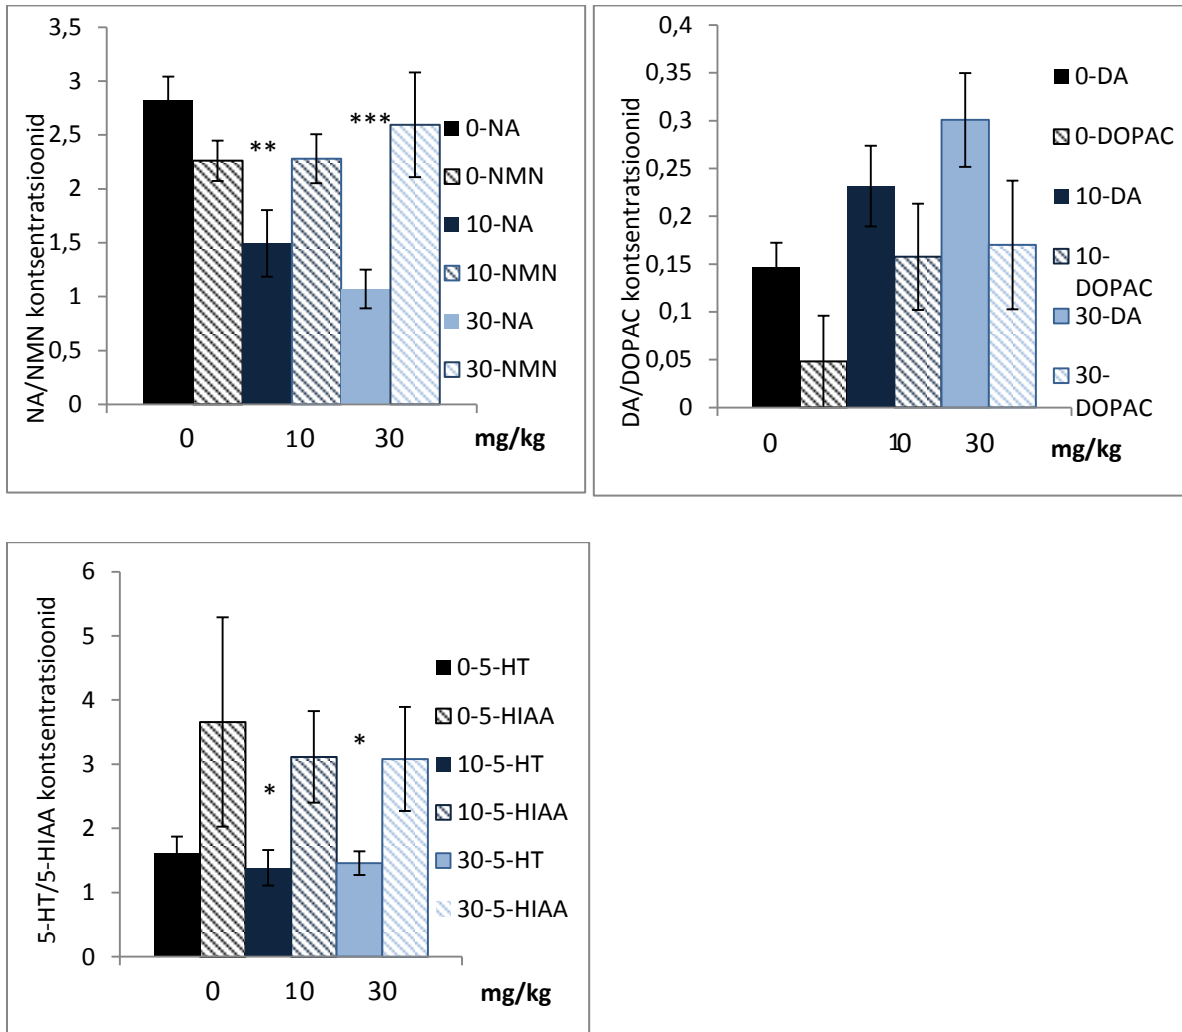 NA/NMN kontsentratsioonid
3,5
3
2,5
2
1,5
1
0,5
0
**
***
0-NA
0-NMN
10-NA
10-NMN
30-NA
30-NMN
0 10 30 mg/kg
DA/DOPAC kontsentratsioonid
0,4
0,35
0,3
0,25
0,2
0,15
0,1
0,05
0
0-DA
0-DOPAC
10-DA
10-
DOPAC
30-DA
30-
DOPAC
0 10 30 mg/kg
5-HT/5-HIAA kontsentratsioonid
6
5
4
3
2
1
0
*
*
0-5-HT
0-5-HIAA
10-5-HT
10-5-HIAA
30-5-HT
30-5-HIAA
0 10 30 mg/kg